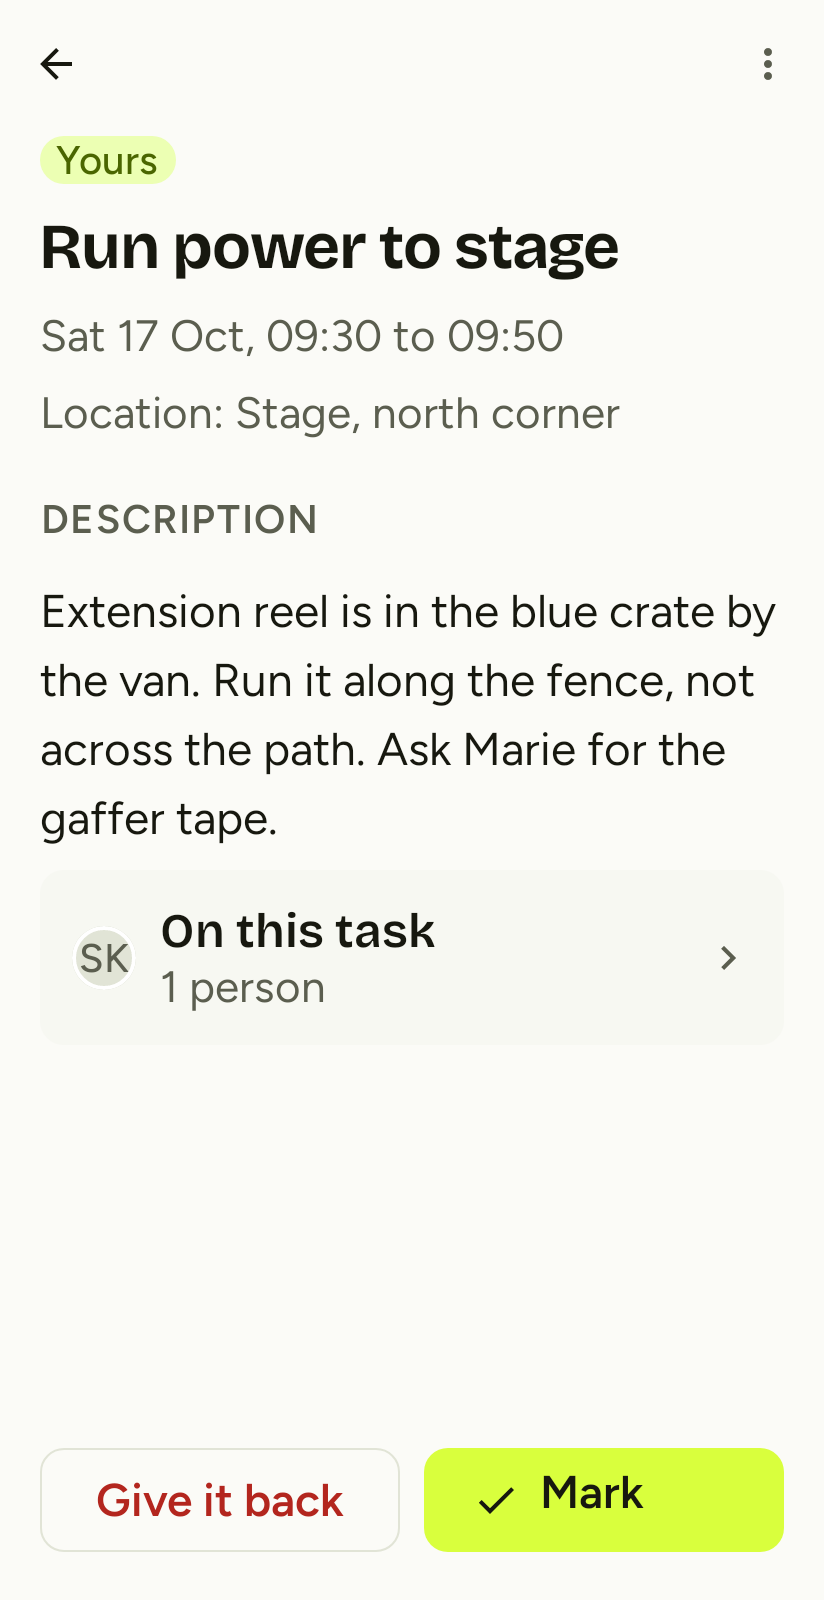 Yours
Run power to stage
Sat 17 Oct, 09:30 to 09:50
Location: Stage, north corner
DESCRIPTION
Extension reel is in the blue crate by
the van. Run it along the fence, not
across the path. Ask Marie for the
gaffer tape.
SK
On this task
1 person
Give it back
Mark